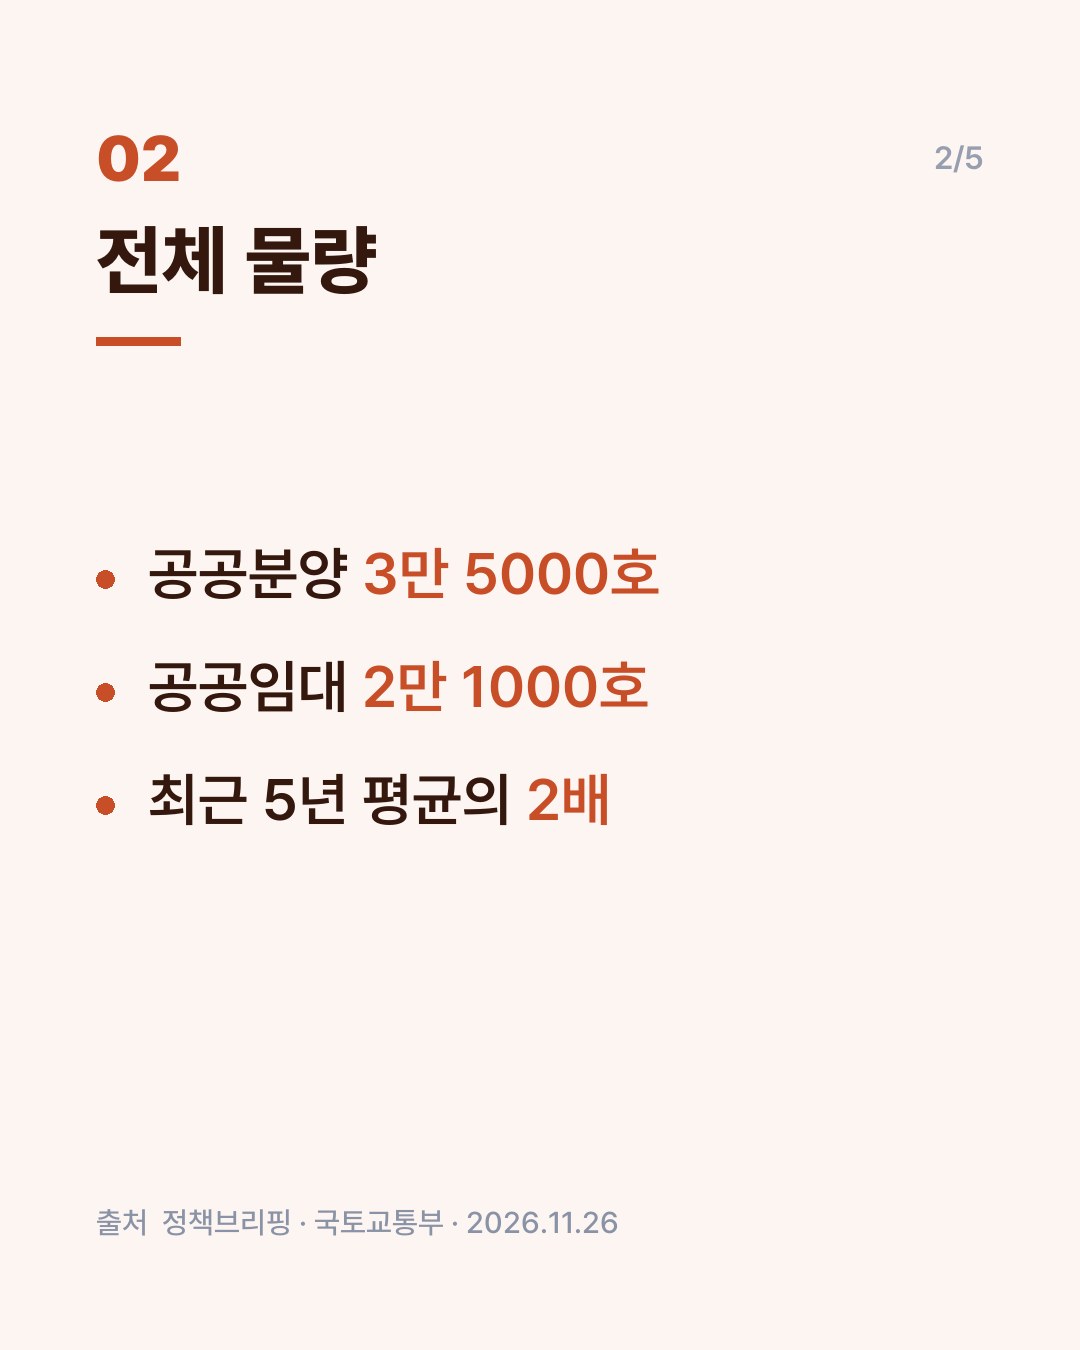 02
2/5
전체 물량
공공분양 3만 5000호
공공임대 2만 1000호
최근 5년 평균의 2배
출처 정책브리핑 · 국토교통부 · 2026.11.26